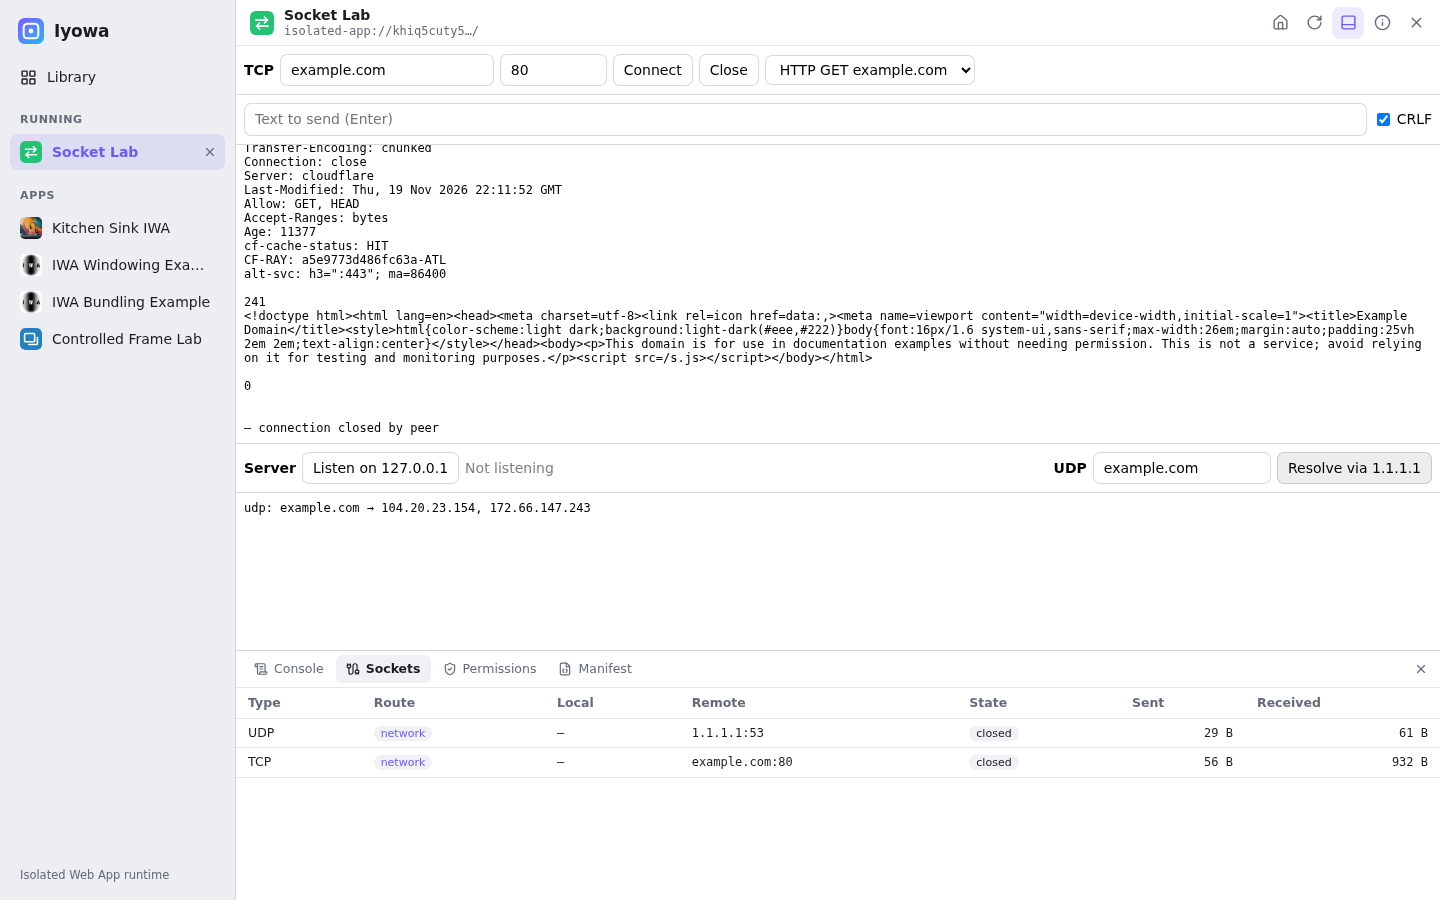 Iyowa
Library
RUNNING
Socket Lab
APPS
Kitchen Sink IWA
IWA Windowing Exa…
IWA Bundling Example
Controlled Frame Lab
Isolated Web App runtime
Socket Lab
isolated-app://khiq5cuty5…/
TCP example.com 80 Connect Close HTTP GET example.com
Text to send (Enter) CRLF
Transfer-Encoding: chunked
Connection: close
Server: cloudflare
Last-Modified: Thu, 19 Nov 2026 22:11:52 GMT
Allow: GET, HEAD
Accept-Ranges: bytes
Age: 11377
cf-cache-status: HIT
CF-RAY: a5e9773d486fc63a-ATL
alt-svc: h3=":443"; ma=86400
241
<!doctype html><html lang=en><head><meta charset=utf-8><link rel=icon href=data:,><meta name=viewport content="width=device-width,initial-scale=1"><title>Example
Domain</title><style>html{color-scheme:light dark;background:light-dark(#eee,#222)}body{font:16px/1.6 system-ui,sans-serif;max-width:26em;margin:auto;padding:25vh
2em 2em;text-align:center}</style></head><body><p>This domain is for use in documentation examples without needing permission. This is not a service; avoid relying
on it for testing and monitoring purposes.</p><script src=/s.js></script></body></html>
0
— connection closed by peer
Server Listen on 127.0.0.1 Not listening UDP example.com Resolve via 1.1.1.1
udp: example.com → 104.20.23.154, 172.66.147.243
Console Sockets Permissions Manifest
Type Route Local Remote State Sent Received
UDP network — 1.1.1.1:53 closed 29 B 61 B
TCP network — example.com:80 closed 56 B 932 B